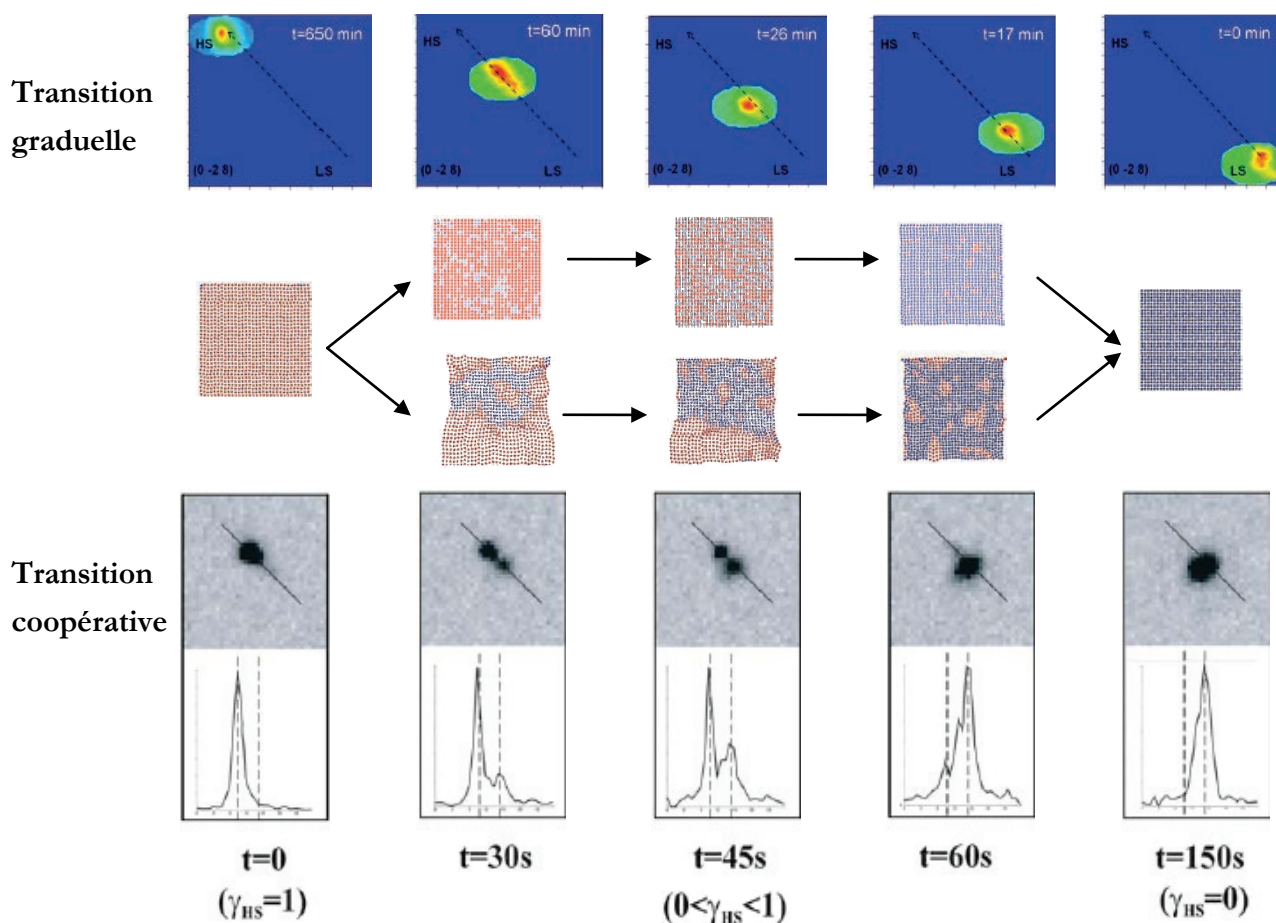 Transition
graduelle
HS
t=650 min
(0 -2 8)
LS
HS
t=60 min
(0 -2 8)
LS
HS
t=26 min
(0 -2 8)
LS
HS
t=17 min
(0 -2 8)
LS
HS
t=0 min
(0 -2 8)
LS
Transition
coopérative
t=0
(γHS=1)
t=30s
t=45s
(0<γHS<1)
t=60s
t=150s
(γHS=0)